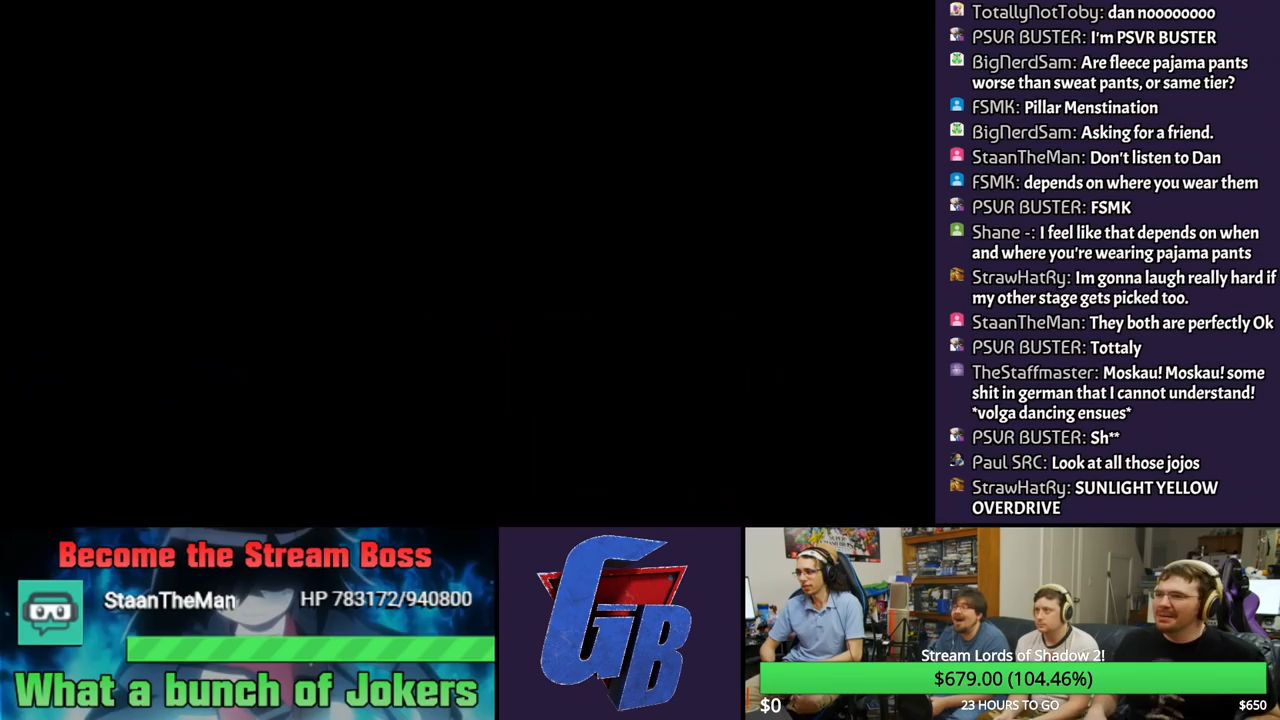 TotallyNotToby: dan noooooooo
PSVR BUSTER: I'm PSVR BUSTER
BigNerdSam: Are fleece pajama pants
worse than sweat pants, or same tier?
FSMK: Pillar Menstination
BigNerdSam: Asking for a friend.
StaanTheMan: Don't listen to Dan
FSMK: depends on where you wear them
PSVR BUSTER: FSMK
Shane -: I feel like that depends on when
and where you're wearing pajama pants
StrawHatRy: Im gonna laugh really hard if
my other stage gets picked too.
StaanTheMan: They both are perfectly Ok
PSVR BUSTER: Tottaly
TheStaffmaster: Moskau! Moskau! some
shit in german that I cannot understand!
*volga dancing ensues*
PSVR BUSTER: Sh**
Paul SRC: Look at all those jojos
StrawHatRy: SUNLIGHT YELLOW
OVERDRIVE
Become the Stream Boss
StaanTheMan HP 783172/940800
What a bunch of Jokers
GB
Stream Lords of Shadow 2!
$679.00 (104.46%)
$0 23 HOURS TO GO $650